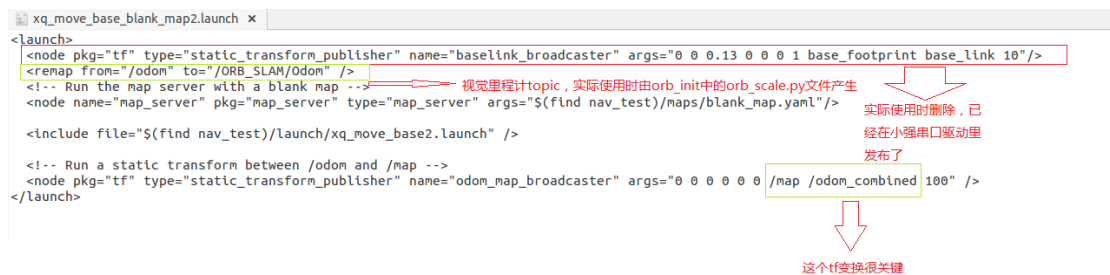 xq_move_base_blank_map2.launch ×
<launch>
<node pkg="tf" type="static_transform_publisher" name="baselink_broadcaster" args="0 0 0.13 0 0 0 1 base_footprint base_link 10"/>
<remap from="/odom" to="/ORB_SLAM/Odom" />
<!-- Run the map server with a blank map -->
视觉里程计topic，实际使用时由orb_init中的orb_scale.py文件产生
<node name="map_server" pkg="map_server" type="map_server" args="$(find nav_test)/maps/blank_map.yaml"/>
实际使用时删除，已
经在小强串口驱动里
发布了
<include file="$(find nav_test)/launch/xq_move_base2.launch" />
<!-- Run a static transform between /odom and /map -->
<node pkg="tf" type="static_transform_publisher" name="odom_map_broadcaster" args="0 0 0 0 0 0 /map /odom_combined 100" />
</launch>
这个tf变换很关键